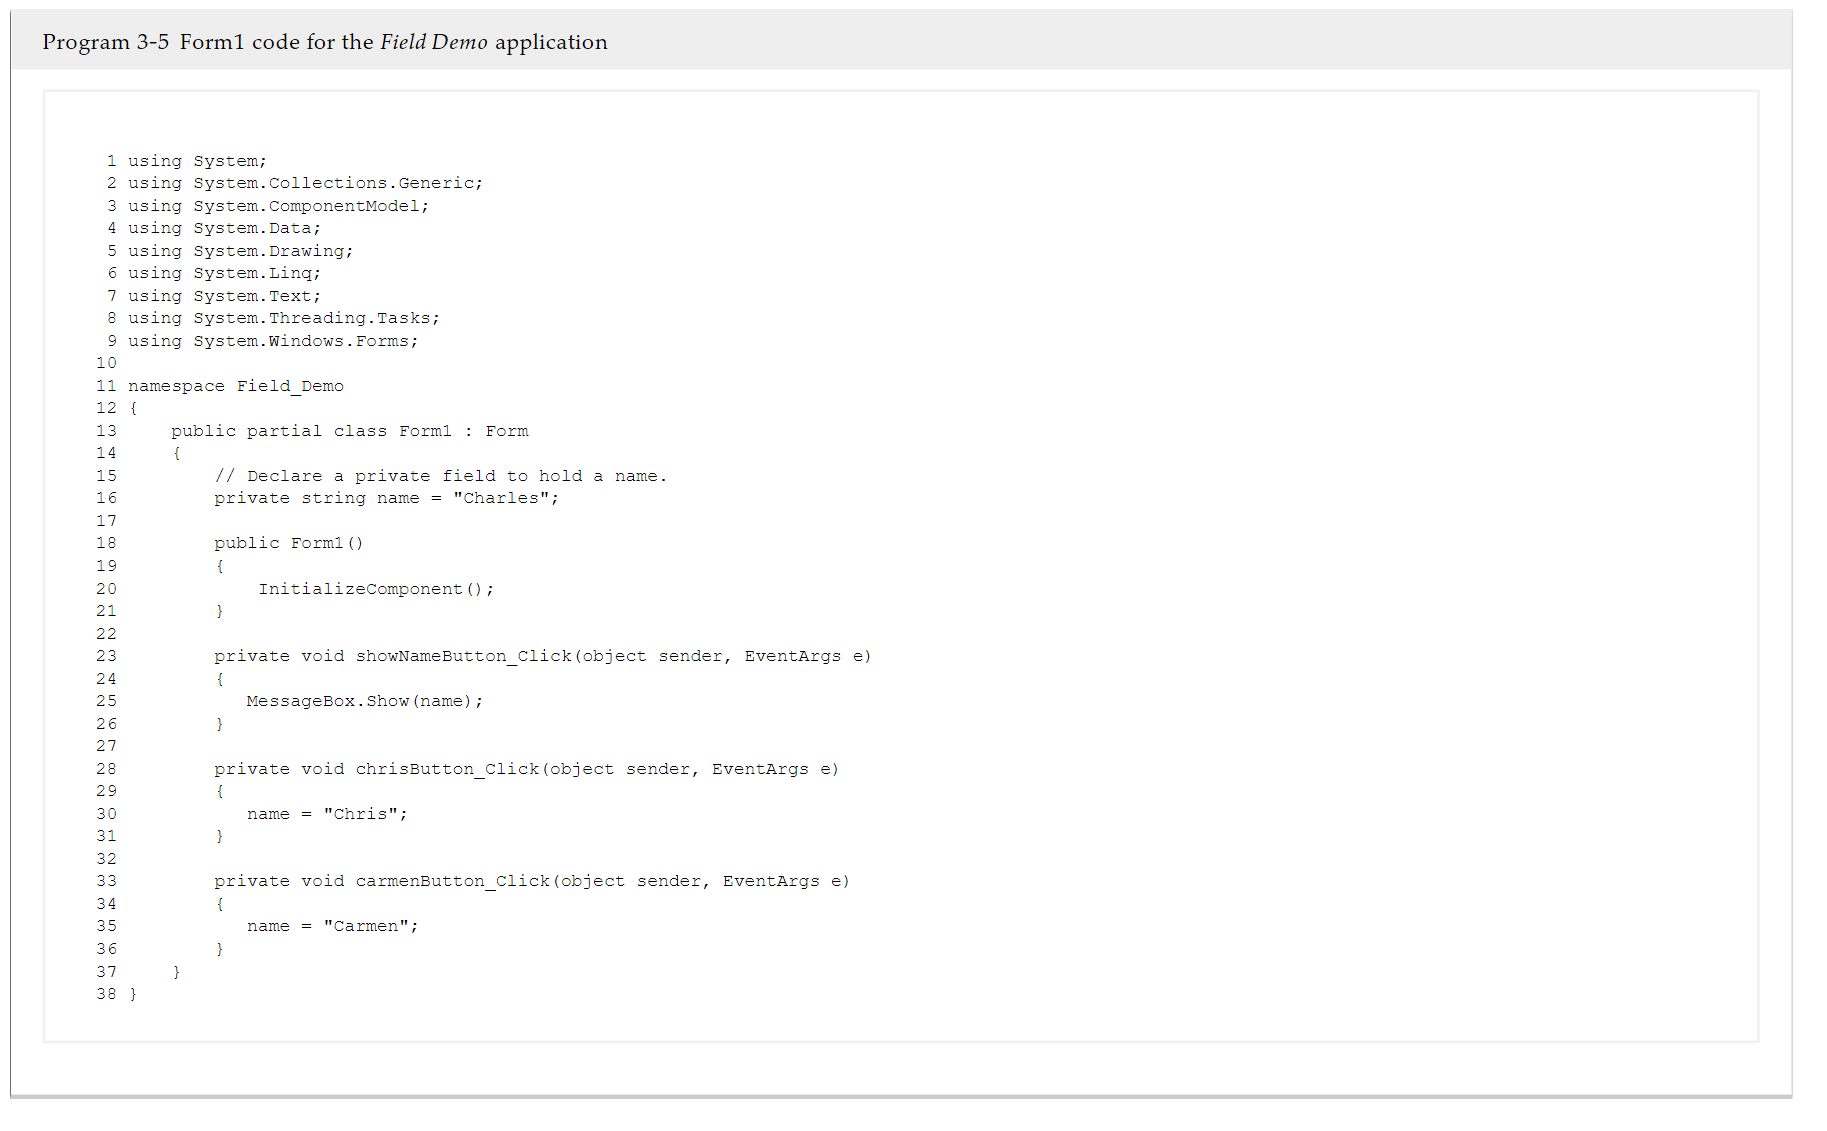 Program 3-5 Form1 code for the Field Demo application
1 using System;
2 using System.Collections.Generic;
3 using System.ComponentModel;
4 using System.Data;
5 using System.Drawing;
6 using System.Linq;
7 using System.Text;
8 using System.Threading.Tasks;
9 using System.Windows.Forms;
10
11 namespace Field_Demo
12 {
13     public partial class Form1 : Form
14     {
15         // Declare a private field to hold a name.
16         private string name = "Charles";
17
18         public Form1()
19         {
20             InitializeComponent();
21         }
22
23         private void showNameButton_Click(object sender, EventArgs e)
24         {
25            MessageBox.Show(name);
26         }
27
28         private void chrisButton_Click(object sender, EventArgs e)
29         {
30            name = "Chris";
31         }
32
33         private void carmenButton_Click(object sender, EventArgs e)
34         {
35            name = "Carmen";
36         }
37     }
38 }